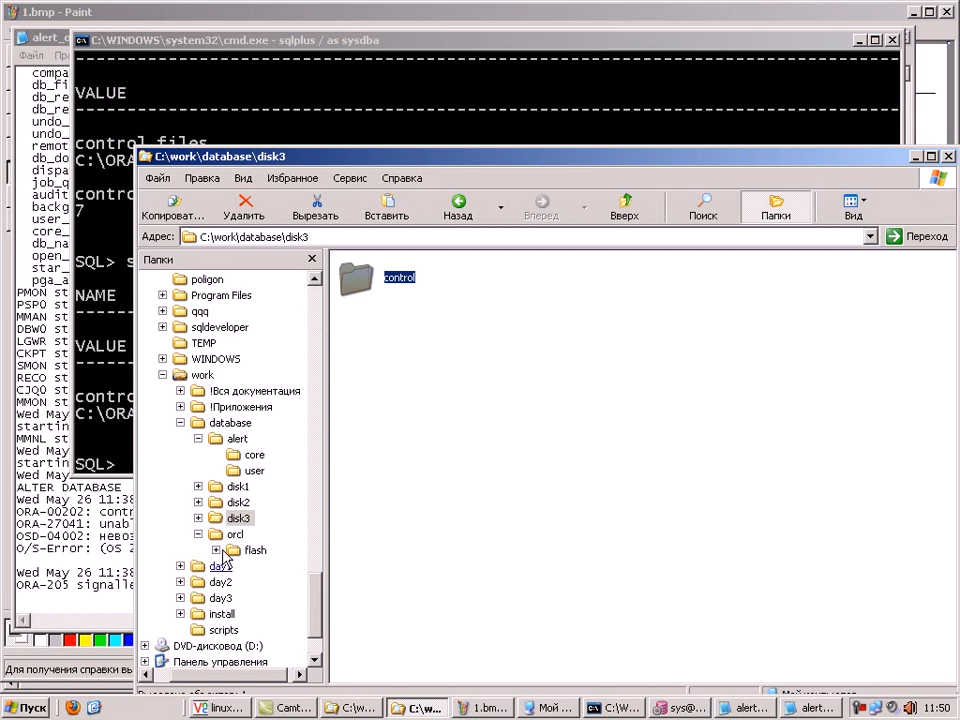 1.bmp - Paint
alert_o
C:\WINDOWS\system32\cmd.exe - sqlplus / as sysdba
Файл
VALUE
control_files
C:\ORA
contro
7
SQL> s
NAME
VALUE
contro
C:\ORA
SQL>
compa
db_fi
db_re
db_re
undo_
undo_
remot
db_do
dispa
job_q
audit
backg
user_
core_
db_na
open_
star_
pga_a
PMON st
PSP0 st
MMAN st
DBW0 st
LGWR st
CKPT st
SMON st
RECO st
CJQ0 st
MMON st
Wed May
startin
MMNL st
Wed May
startin
Wed May
ALTER DATABASE
Wed May 26 11:38
ORA-00202: contr
ORA-27041: unabl
OSD-04002: невоз
O/S-Error: (OS 2
Wed May 26 11:38
ORA-205 signalle
Для получения справки вы
C:\work\database\disk3
Файл Правка Вид Избранное Сервис Справка
Копироват... Удалить Вырезать Вставить Назад Вперед Вверх Поиск Папки Вид
Адрес: C:\work\database\disk3 Переход
Папки
control
poligon
Program Files
qqq
sqldeveloper
TEMP
WINDOWS
work
!Вся документация
!Приложения
database
alert
core
user
disk1
disk2
disk3
orcl
flash
day1
day2
day3
install
scripts
DVD-дисковод (D:)
Панель управления
Пуск linux... Camt... C:\w... C:\w... 1.bm... Мой ... C:\W... sys@... alert... alert... 11:50